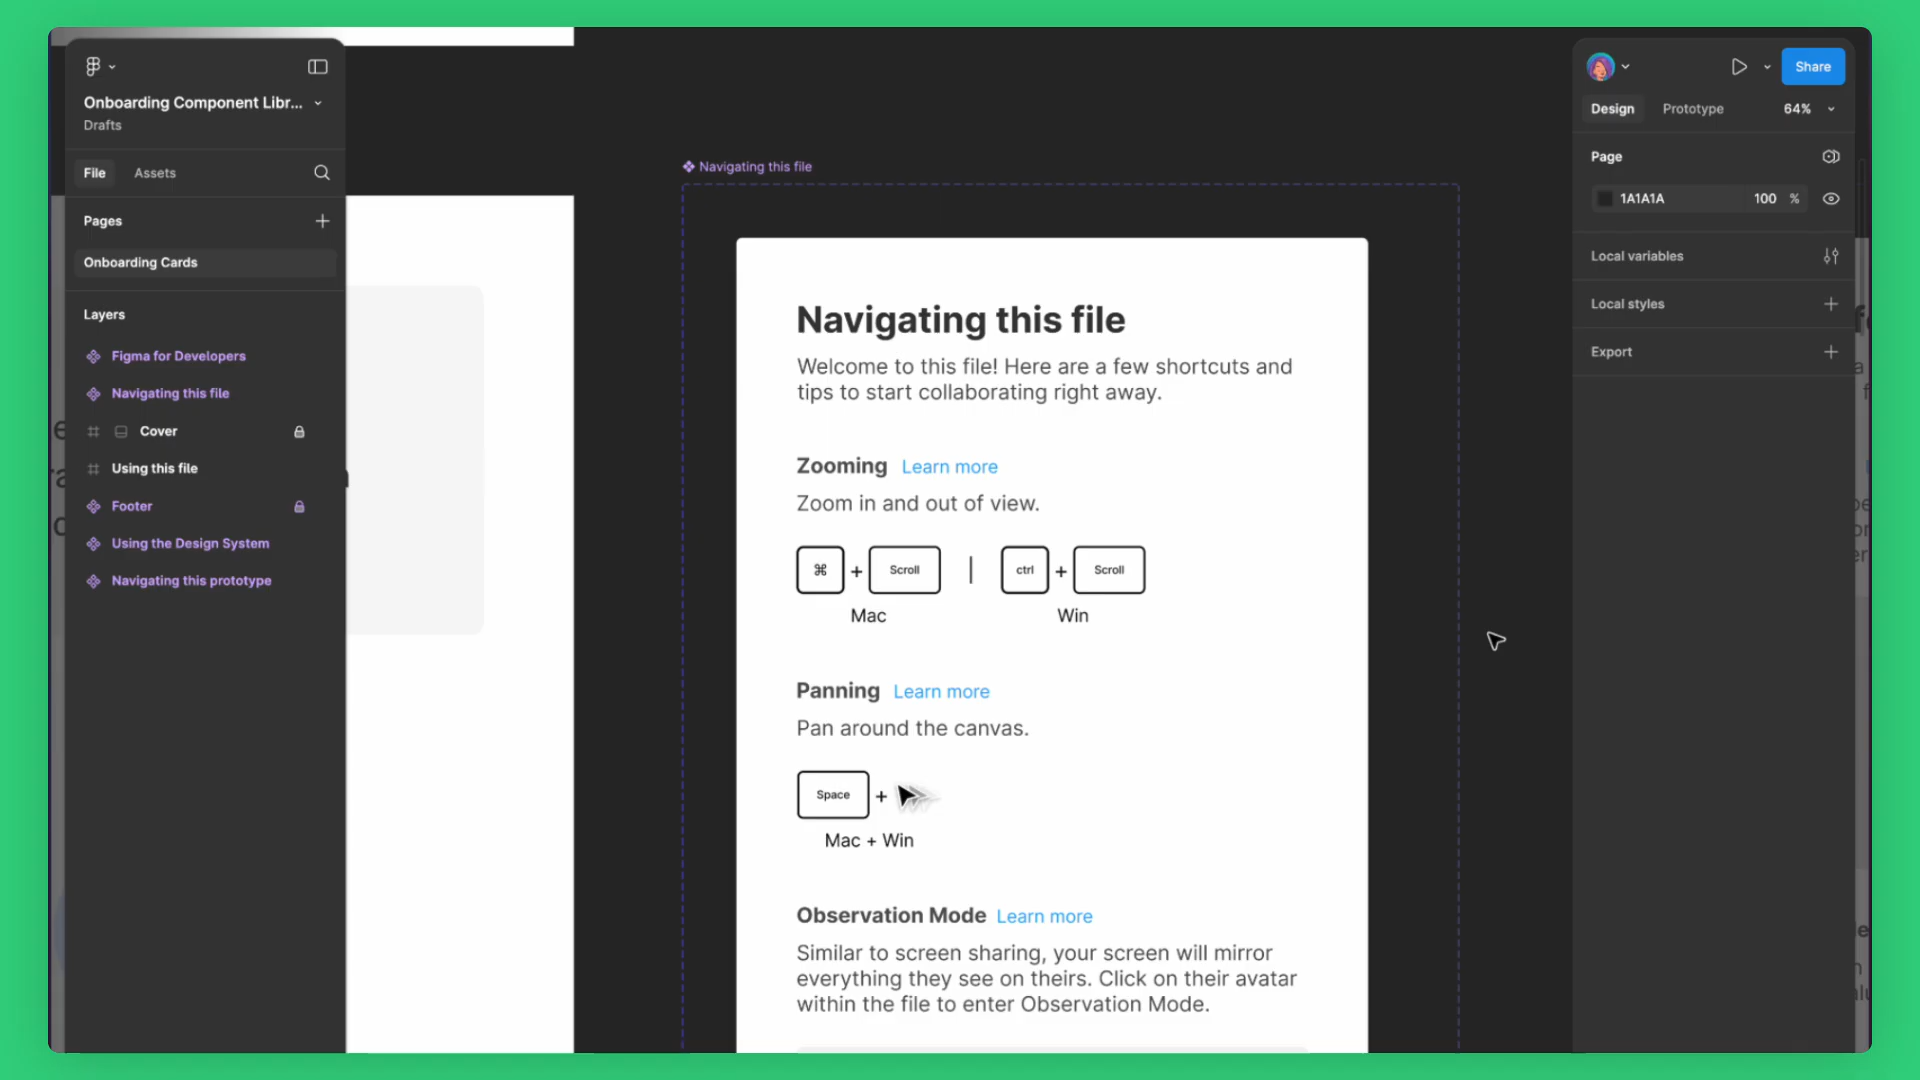 Onboarding Component Libr...
Drafts
File
Assets
Pages
Onboarding Cards
Layers
Figma for Developers
Navigating this file
Cover
Using this file
Footer
Using the Design System
Navigating this prototype
Navigating this file
Navigating this file
Welcome to this file! Here are a few shortcuts and
tips to start collaborating right away.
Zooming Learn more
Zoom in and out of view.
⌘ + Scroll | ctrl + Scroll
Mac Win
Panning Learn more
Pan around the canvas.
Space +
Mac + Win
Observation Mode Learn more
Similar to screen sharing, your screen will mirror
everything they see on theirs. Click on their avatar
within the file to enter Observation Mode.
Share
Design Prototype 64%
Page
1A1A1A 100 %
Local variables
Local styles
Export